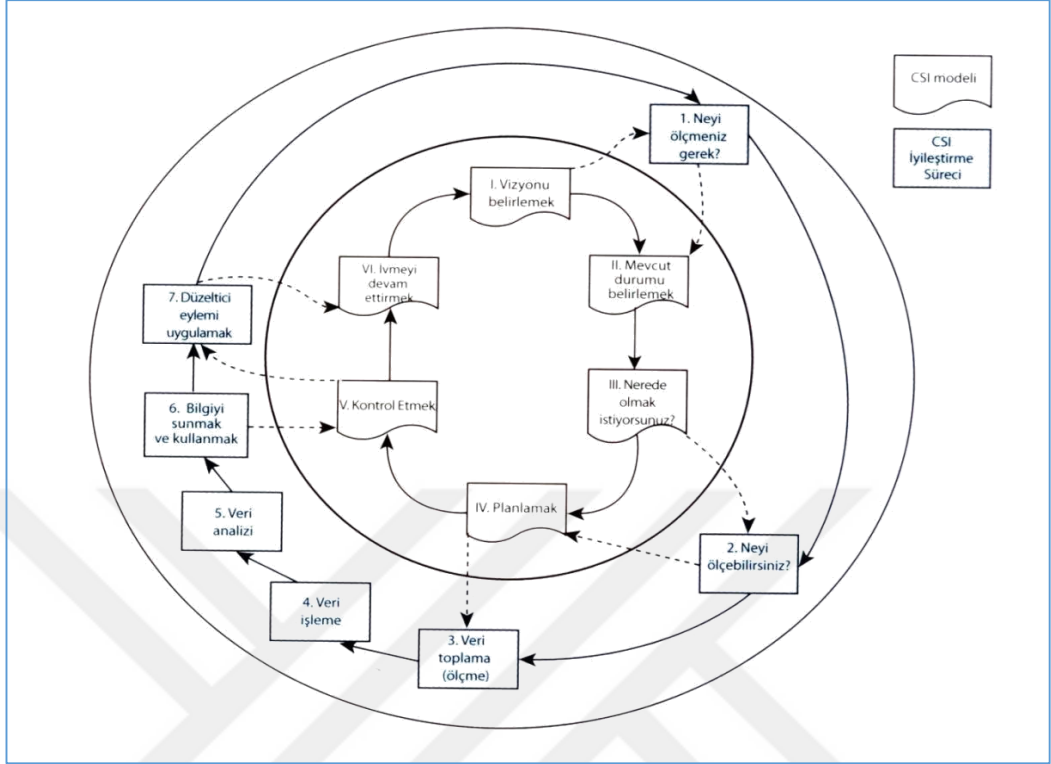 CSI modeli
CSI
İyileştirme
Süreci
1. Neyi
ölçmeniz
gerek?
I. Vizyonu
belirlemek
II. Mevcut
durumu
belirlemek
III. Nerede
olmak
istiyorsunuz?
IV. Planlamak
V. Kontrol Etmek
VI. Ivmeyi
devam
ettirmek
2. Neyi
ölçebilirsiniz?
3. Veri
toplama
(ölçme)
4. Veri
işleme
5. Veri
analizi
6. Bilgiyi
sunmak
ve kullanmak
7. Düzeltici
eylemi
uygulamak